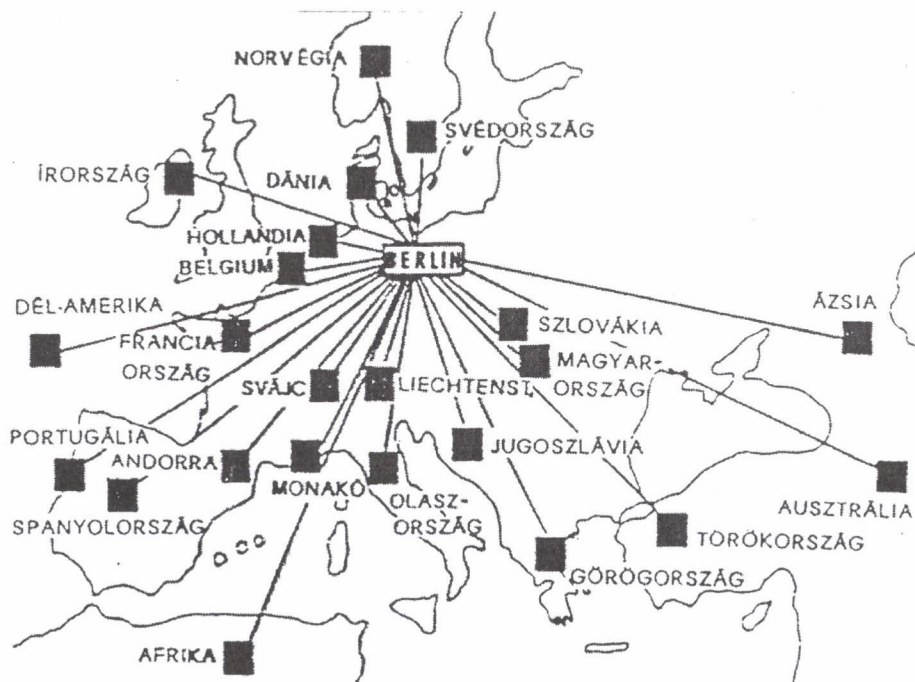 NORVÉGIA
SVÉDORSZÁG
ÍRORSZÁG
DÁNIA
HOLLANDIA
BELGIUM
BERLIN
DÉL-AMERIKA
ÁZSIA
FRANCIA
ORSZÁG
SZLOVÁKIA
MAGYAR-
ORSZÁG
SVÁJC
LIECHTENST.
PORTUGÁLIA
ANDORRA
JUGOSZLÁVIA
MONAKÓ
OLASZ-
ORSZÁG
SPANYOLORSZÁG
AUSZTRÁLIA
TÖRÖKORSZÁG
GÖRÖGORSZÁG
AFRIKA